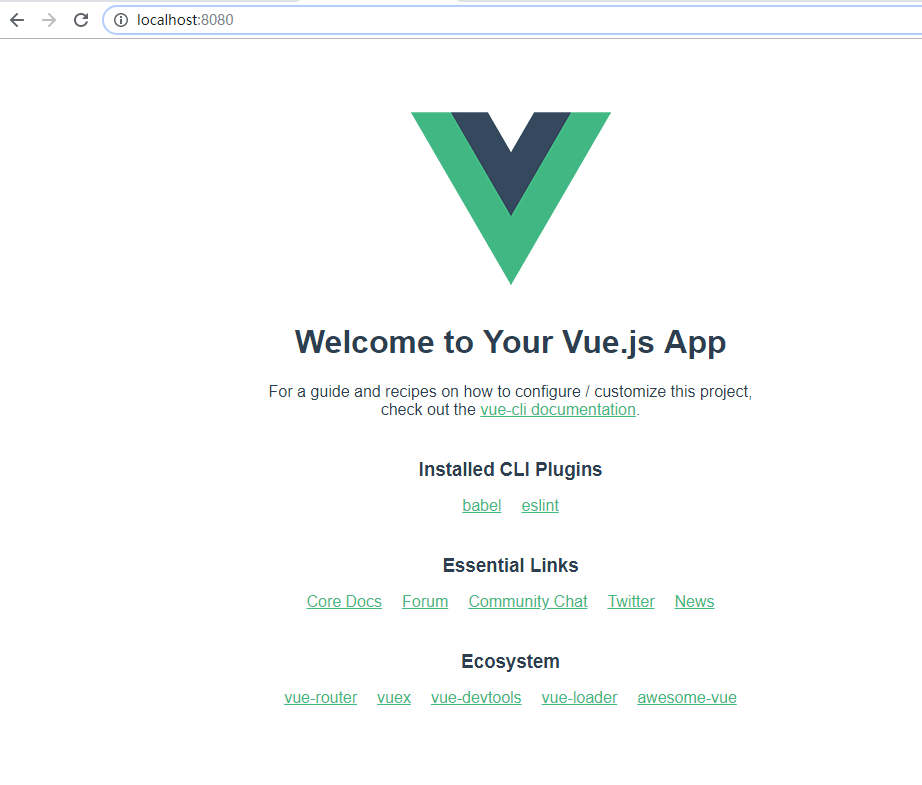 localhost:8080
Welcome to Your Vue.js App
For a guide and recipes on how to configure / customize this project,
check out the vue-cli documentation.
Installed CLI Plugins
babel eslint
Essential Links
Core Docs Forum Community Chat Twitter News
Ecosystem
vue-router vuex vue-devtools vue-loader awesome-vue